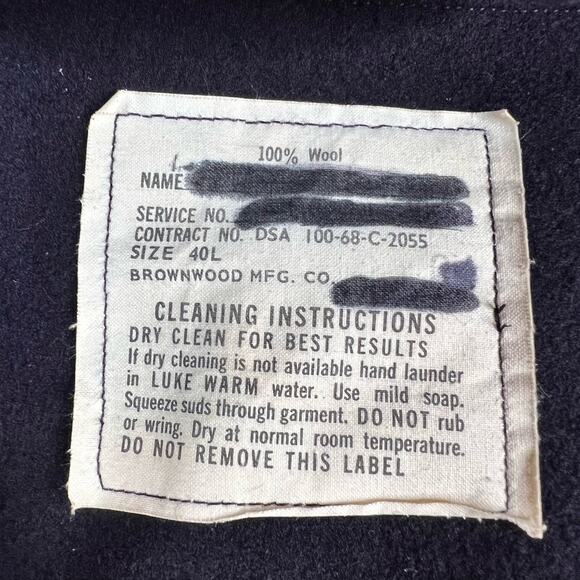 100% Wool
NAME
SERVICE NO.
CONTRACT NO. DSA 100-68-C-2055
SIZE 40L
BROWNWOOD MFG. CO.
CLEANING INSTRUCTIONS
DRY CLEAN FOR BEST RESULTS
If dry cleaning is not available hand launder
in LUKE WARM water. Use mild soap.
Squeeze suds through garment. DO NOT rub
or wring. Dry at normal room temperature.
DO NOT REMOVE THIS LABEL